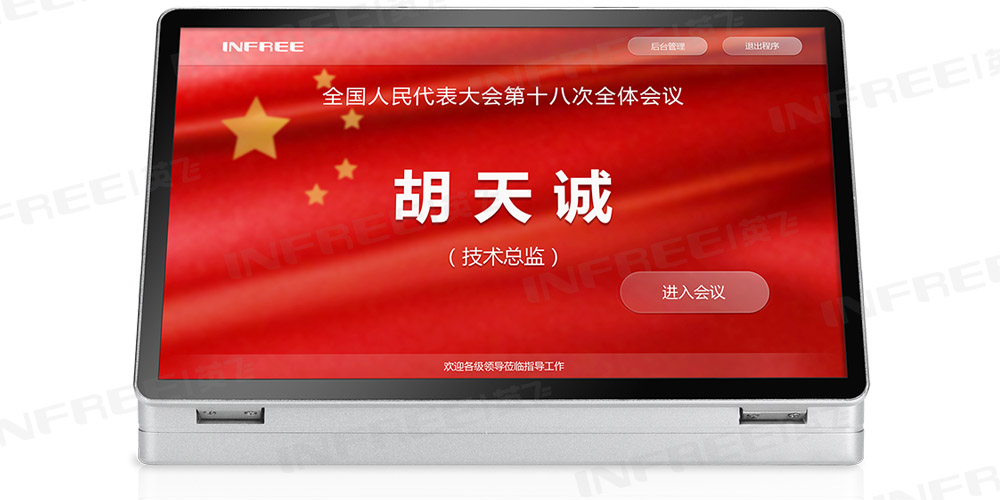 INFREE
后台管理
退出程序
全国人民代表大会第十八次全体会议
胡天诚
（技术总监）
进入会议
欢迎各级领导莅临指导工作
INFREE|英飞